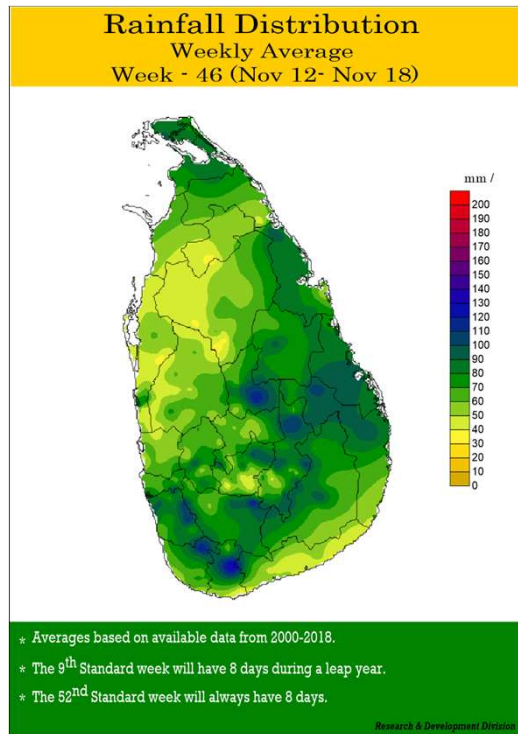 Rainfall Distribution
Weekly Average
Week - 46 (Nov 12- Nov 18)
mm /
200
190
180
170
160
150
140
130
120
110
100
90
80
70
60
50
40
30
20
10
0
* Averages based on available data from 2000-2018.
* The 9th Standard week will have 8 days during a leap year.
* The 52nd Standard week will always have 8 days.
Research & Development Division